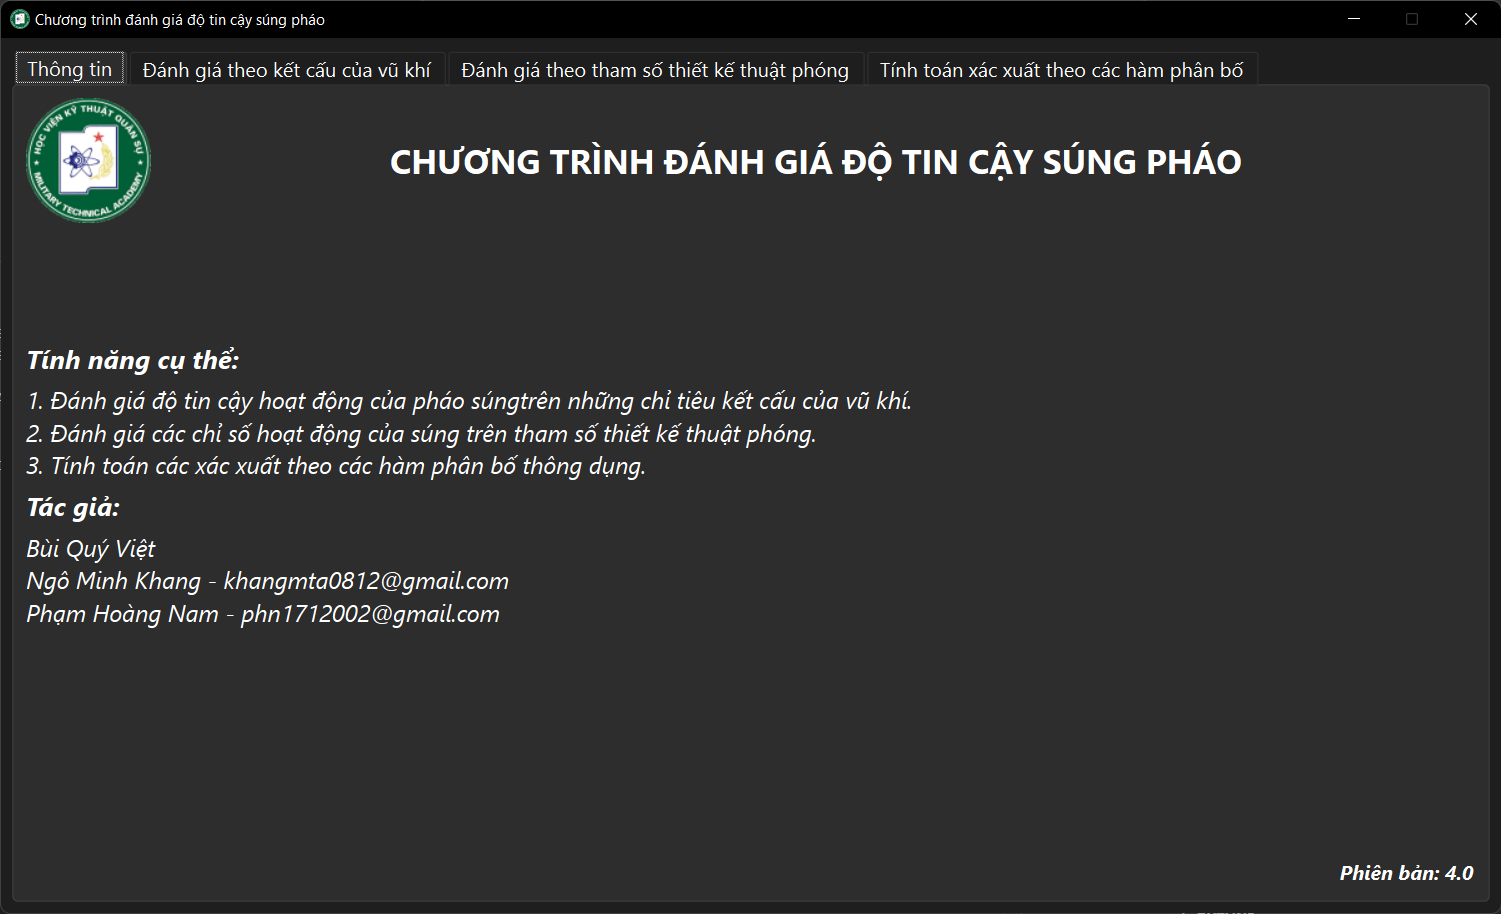 Chương trình đánh giá độ tin cậy súng pháo
Thông tin
Đánh giá theo kết cấu của vũ khí
Đánh giá theo tham số thiết kế thuật phóng
Tính toán xác xuất theo các hàm phân bố
HỌC VIỆN KỸ THUẬT QUÂN SỰ
MILITARY TECHNICAL ACADEMY
CHƯƠNG TRÌNH ĐÁNH GIÁ ĐỘ TIN CẬY SÚNG PHÁO
Tính năng cụ thể:
1. Đánh giá độ tin cậy hoạt động của pháo súngtrên những chỉ tiêu kết cấu của vũ khí.
2. Đánh giá các chỉ số hoạt động của súng trên tham số thiết kế thuật phóng.
3. Tính toán các xác xuất theo các hàm phân bố thông dụng.
Tác giả:
Bùi Quý Việt
Ngô Minh Khang - khangmta0812@gmail.com
Phạm Hoàng Nam - phn1712002@gmail.com
Phiên bản: 4.0